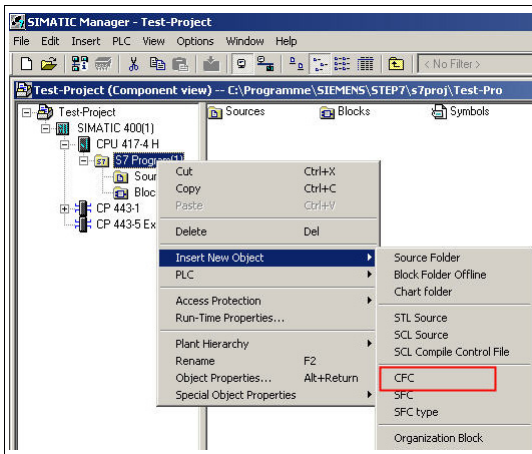 SIMATIC Manager - Test-Project
File Edit Insert PLC View Options Window Help
< No Filter >
Test-Project (Component view) -- C:\Programme\SIEMENS\STEP7\s7proj\Test-Pro
Test-Project
SIMATIC 400(1)
CPU 417-4 H
S7 Program(1)
Sour
Bloc
CP 443-1
CP 443-5 Ex
Sources Blocks Symbols
Cut Ctrl+X
Copy Ctrl+C
Paste Ctrl+V
Delete Del
Insert New Object
PLC
Access Protection
Run-Time Properties...
Plant Hierarchy
Rename F2
Object Properties... Alt+Return
Special Object Properties
Source Folder
Block Folder Offline
Chart folder
STL Source
SCL Source
SCL Compile Control File
CFC
SFC
SFC type
Organization Block